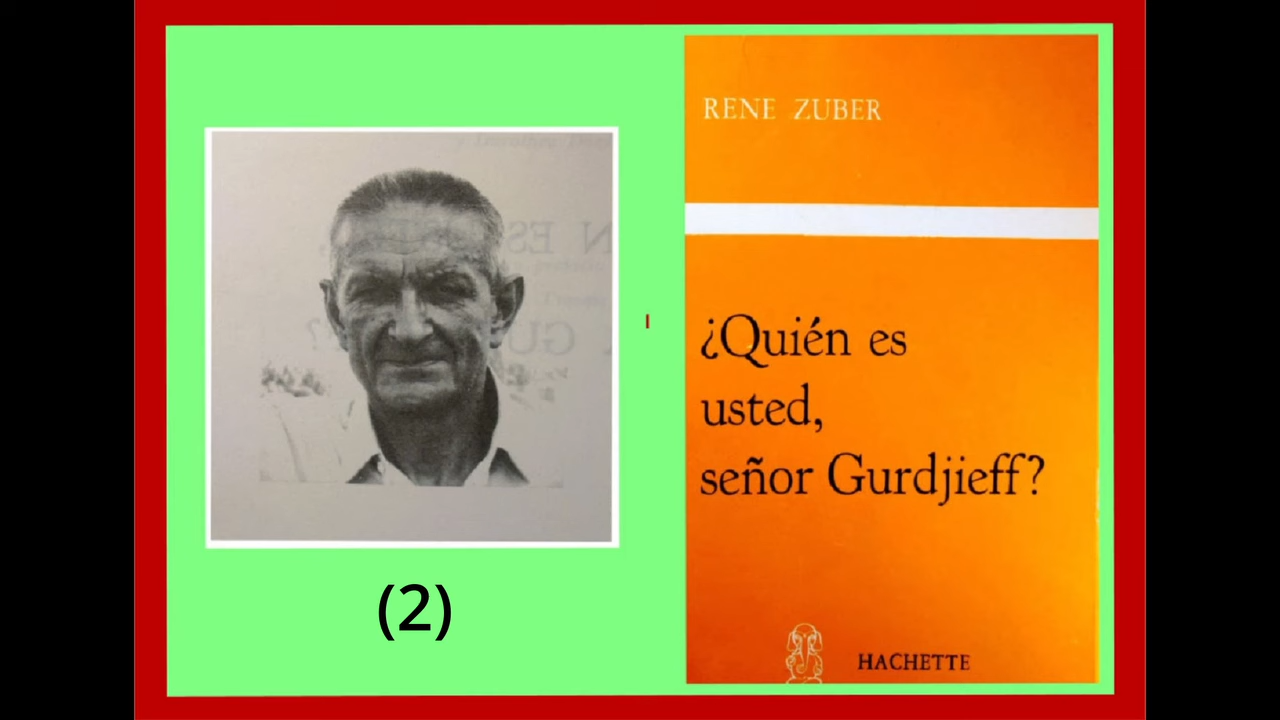 RENE ZUBER
¿Quién es
usted,
señor Gurdjieff?
HACHETTE
(2)